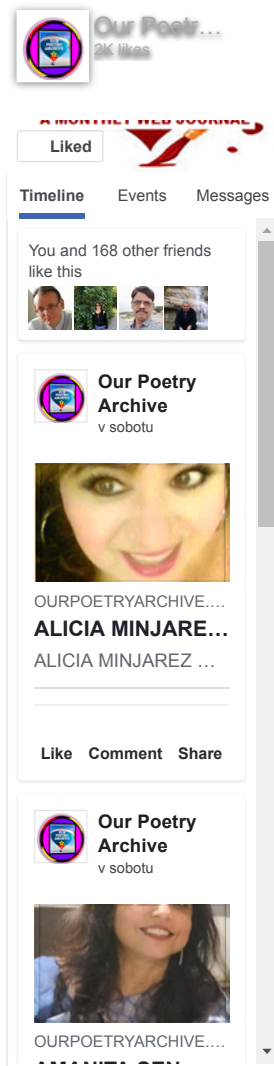 Our Poetr…
2K likes
A MONTHLY WEB JOURNAL
Liked
Timeline Events Messages
You and 168 other friends
like this
Our Poetry
Archive
v sobotu
OURPOETRYARCHIVE.…
ALICIA MINJARE…
ALICIA MINJAREZ …
Like Comment Share
Our Poetry
Archive
v sobotu
OURPOETRYARCHIVE.…